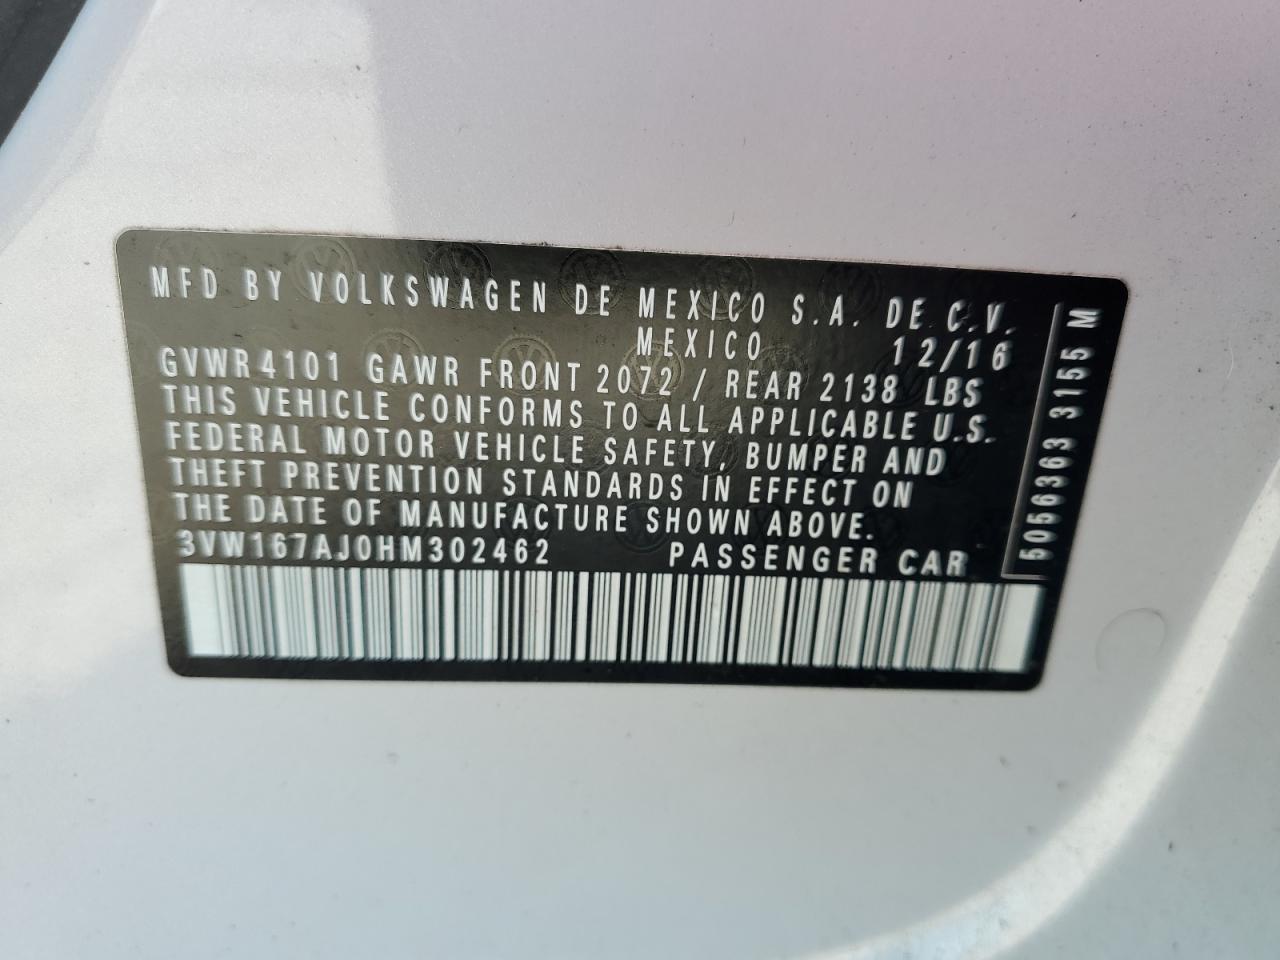 MFD BY VOLKSWAGEN DE MEXICO S.A. DE C.V.
MEXICO 12/16
GVWR 4101 GAWR FRONT 2072 / REAR 2138 LBS
THIS VEHICLE CONFORMS TO ALL APPLICABLE U.S.
FEDERAL MOTOR VEHICLE SAFETY, BUMPER AND
THEFT PREVENTION STANDARDS IN EFFECT ON
THE DATE OF MANUFACTURE SHOWN ABOVE.
3VW167AJ0HM302462 PASSENGER CAR
5056363 3155 M